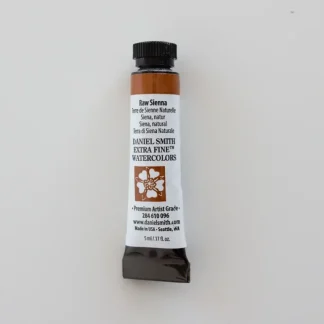 Raw Sienna
Terre de Sienne Naturelle
Siena, natur
Siena, natural
Terra di Siena Naturale
DANIEL SMITH
EXTRA FINE™
WATERCOLORS
• Premium Artist Grade •
284 610 096
www.danielsmith.com
Made in USA • Seattle, WA
5 ml/.17 fl. oz.